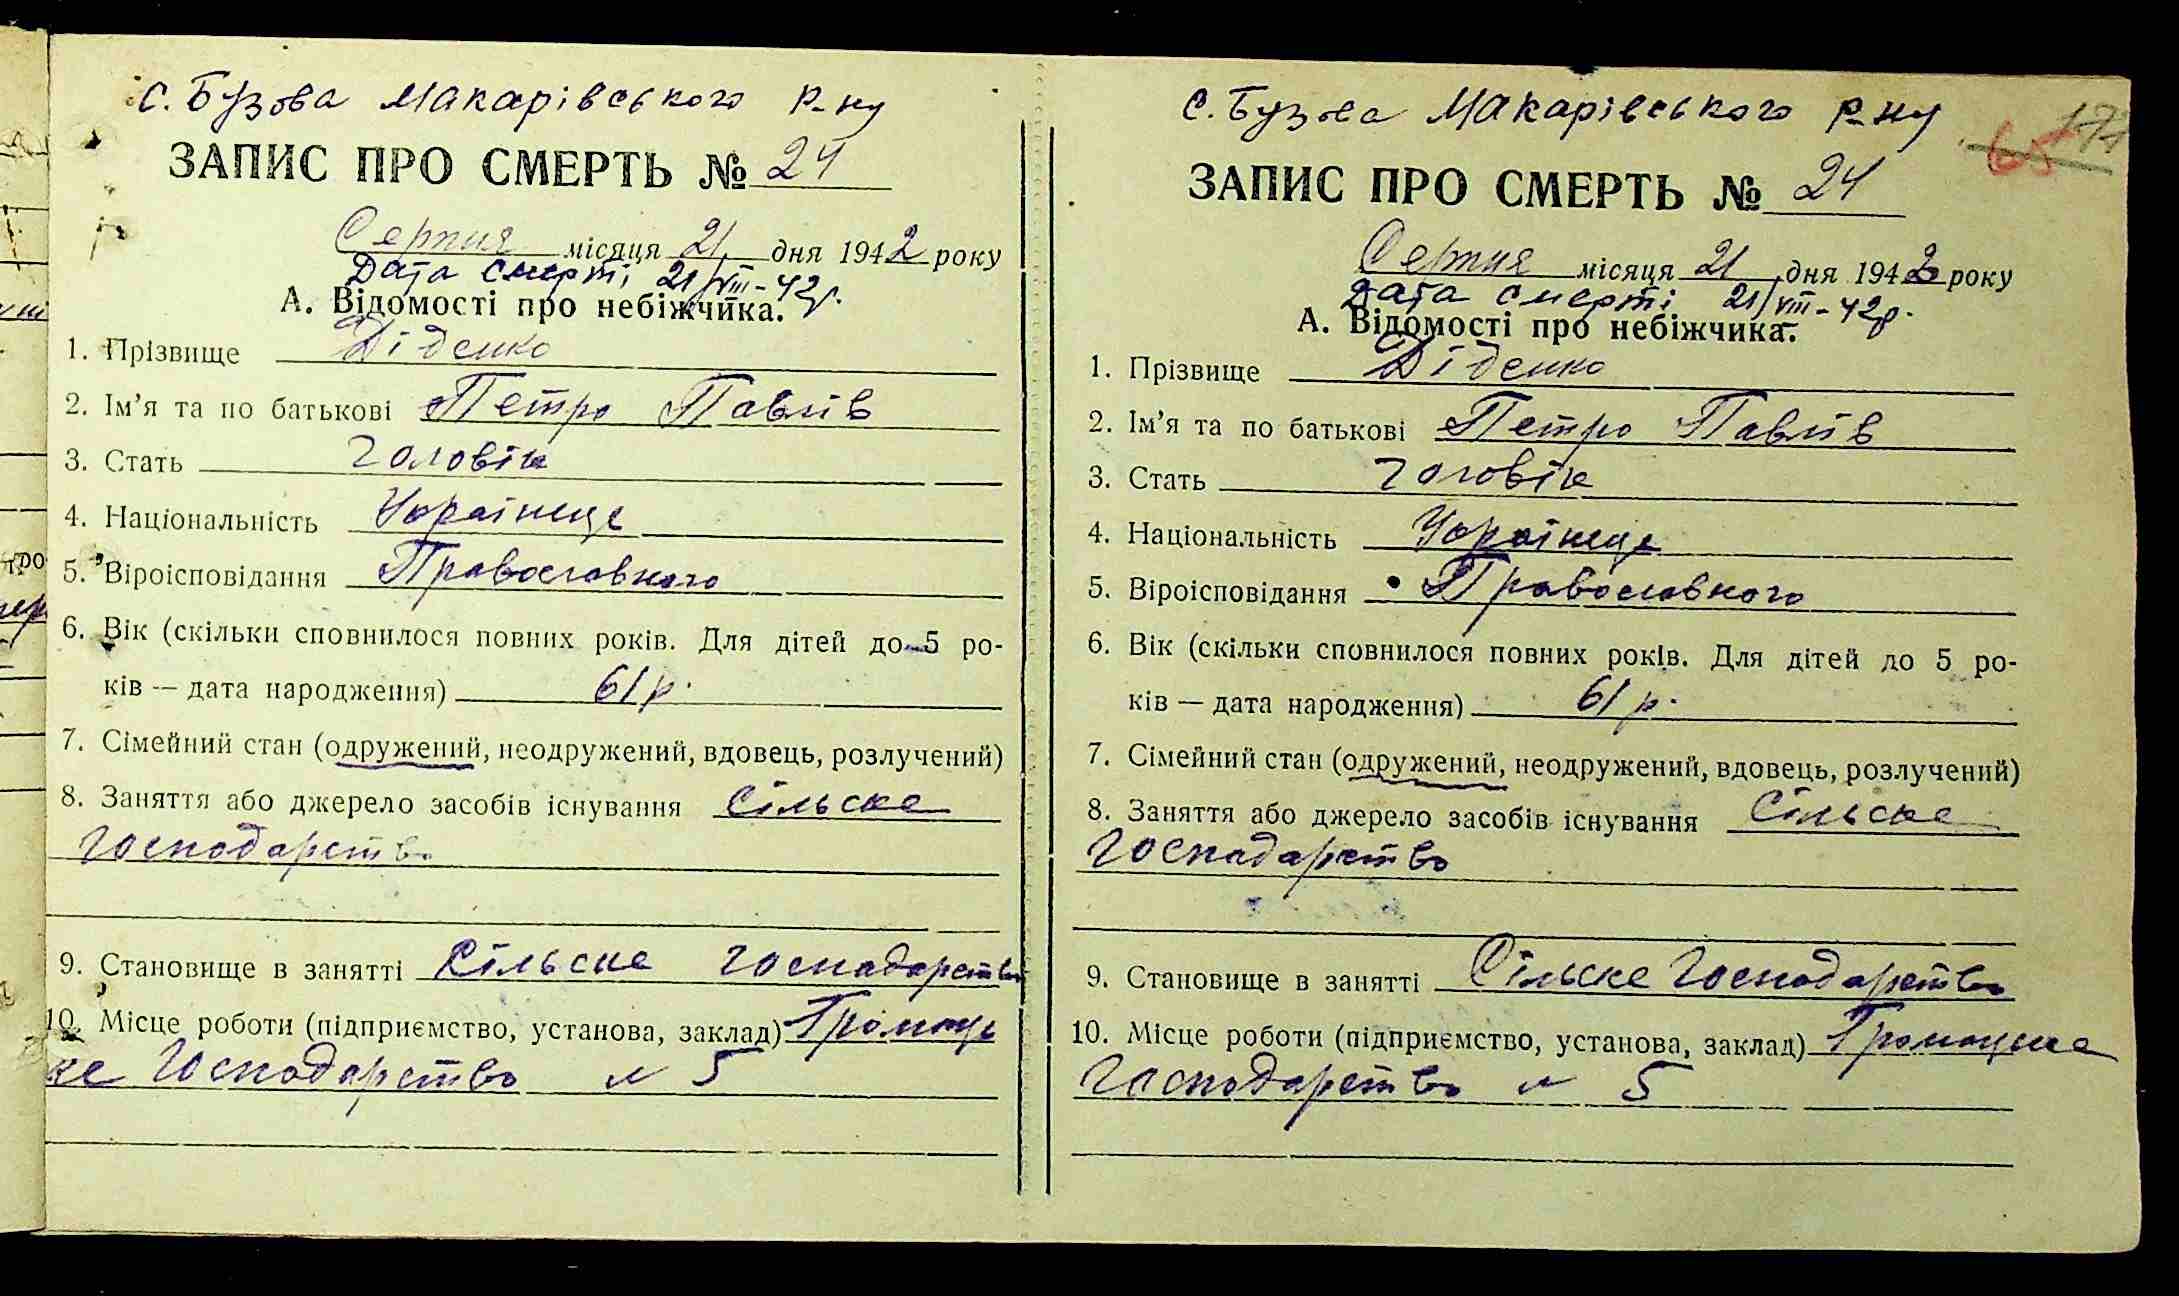 с. Бузова Макарівського р-ну
ЗАПИС ПРО СМЕРТЬ № 24
Серпня місяця 21 дня 1942 року
Дата смерті 21/VIII-42р.
А. Відомості про небіжчика.
1. Прізвище Діденко
2. Ім'я та по батькові Петро Павлів
3. Стать Чоловік
4. Національність Українець
5. Віроісповідання Православного
6. Вік (скільки сповнилося повних років. Для дітей до 5 ро-
ків — дата народження) 61 р.
7. Сімейний стан (одружений, неодружений, вдовець, розлучений)
8. Заняття або джерело засобів існування Сільське
господарство
9. Становище в занятті Сільське господарство
10. Місце роботи (підприємство, установа, заклад) Громадс
ке Господарство № 5
с. Бузова Макарівського р-ну
ЗАПИС ПРО СМЕРТЬ № 24
Серпня місяця 21 дня 1942 року
Дата смерті 21/VIII-42р.
А. Відомості про небіжчика.
1. Прізвище Діденко
2. Ім'я та по батькові Петро Павлів
3. Стать Чоловік
4. Національність Українець
5. Віроісповідання Православного
6. Вік (скільки сповнилося повних років. Для дітей до 5 ро-
ків — дата народження) 61 р.
7. Сімейний стан (одружений, неодружений, вдовець, розлучений)
8. Заняття або джерело засобів існування Сільске
Господарство
9. Становище в занятті Сільске Господарство
10. Місце роботи (підприємство, установа, заклад)
Господарство № 5